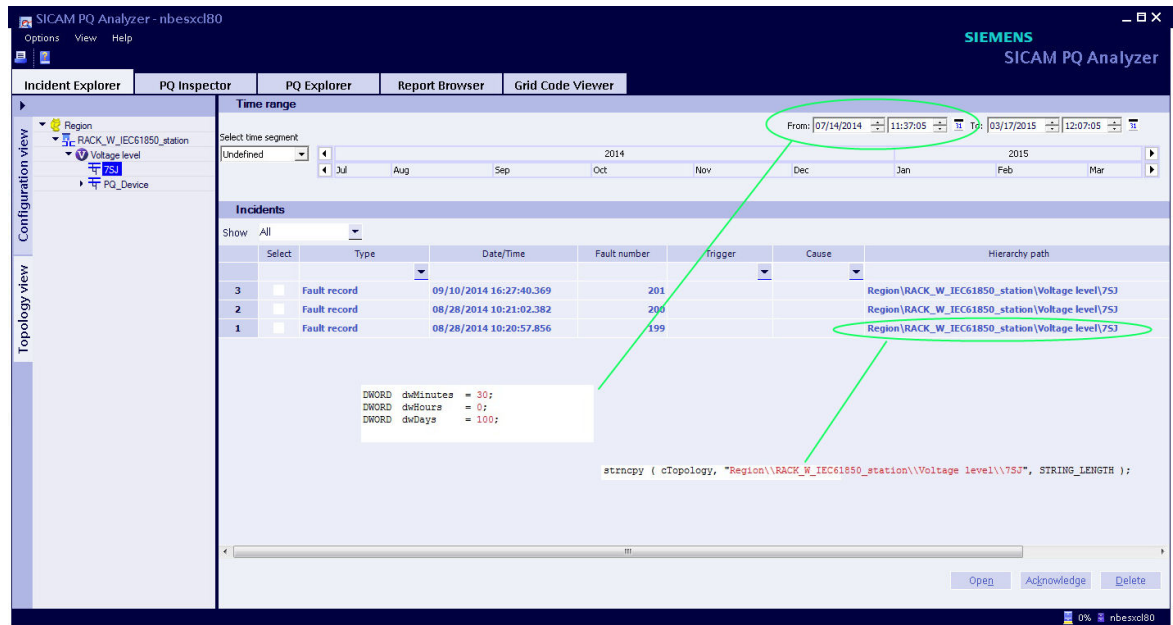 SICAM PQ Analyzer - nbesxcl80
Options View Help
SIEMENS
SICAM PQ Analyzer
Incident Explorer PQ Inspector PQ Explorer Report Browser Grid Code Viewer
Configuration view
Topology view
Region
RACK_W_IEC61850_station
Voltage level
7SJ
PQ_Device
Time range
From: 07/14/2014 11:37:05 31 To: 03/17/2015 12:07:05 31
Select time segment
Undefined 2014 2015
Jul Aug Sep Oct Nov Dec Jan Feb Mar
Incidents
Show All
Select Type Date/Time Fault number Trigger Cause Hierarchy path
3 Fault record 09/10/2014 16:27:40.369 201 Region\RACK_W_IEC61850_station\Voltage level\7SJ
2 Fault record 08/28/2014 10:21:02.382 200 Region\RACK_W_IEC61850_station\Voltage level\7SJ
1 Fault record 08/28/2014 10:20:57.856 199 Region\RACK_W_IEC61850_station\Voltage level\7SJ
DWORD dwMinutes = 30;
DWORD dwHours = 0;
DWORD dwDays = 100;
strncpy ( cTopology, "Region\\RACK_W_IEC61850_station\\Voltage level\\7SJ", STRING_LENGTH );
Open Acknowledge Delete
0% nbesxcl80